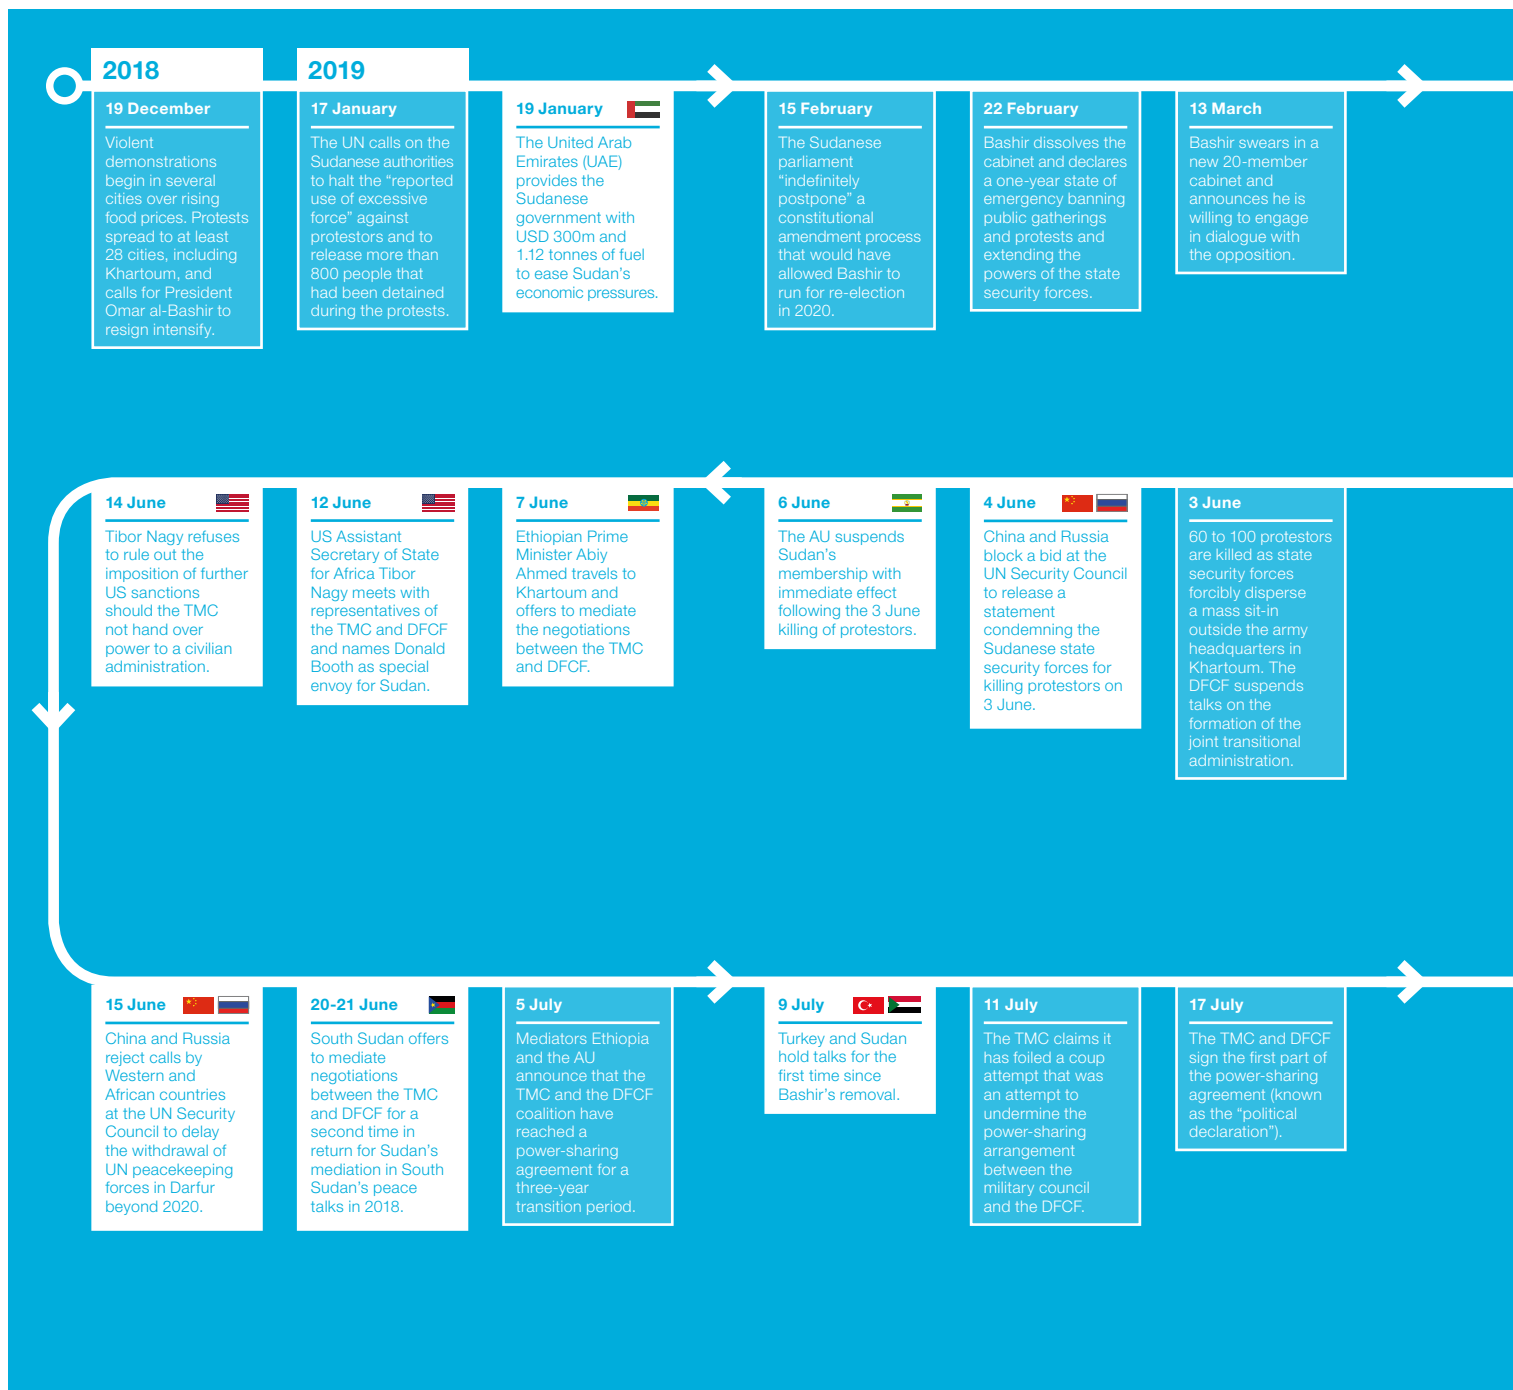 2018
19 December
Violent
demonstrations
begin in several
cities over rising
food prices. Protests
spread to at least
28 cities, including
Khartoum, and
calls for President
Omar al-Bashir to
resign intensify.
2019
17 January
The UN calls on the
Sudanese authorities
to halt the “reported
use of excessive
force” against
protestors and to
release more than
800 people that
had been detained
during the protests.
19 January
The United Arab
Emirates (UAE)
provides the
Sudanese
government with
USD 300m and
1.12 tonnes of fuel
to ease Sudan’s
economic pressures.
15 February
The Sudanese
parliament
“indefinitely
postpone” a
constitutional
amendment process
that would have
allowed Bashir to
run for re-election
in 2020.
22 February
Bashir dissolves the
cabinet and declares
a one-year state of
emergency banning
public gatherings
and protests and
extending the
powers of the state
security forces.
13 March
Bashir swears in a
new 20-member
cabinet and
announces he is
willing to engage
in dialogue with
the opposition.
3 June
60 to 100 protestors
are killed as state
security forces
forcibly disperse
a mass sit-in
outside the army
headquarters in
Khartoum. The
DFCF suspends
talks on the
formation of the
joint transitional
administration.
4 June
China and Russia
block a bid at the
UN Security Council
to release a
statement
condemning the
Sudanese state
security forces for
killing protestors on
3 June.
6 June
The AU suspends
Sudan’s
membership with
immediate effect
following the 3 June
killing of protestors.
7 June
Ethiopian Prime
Minister Abiy
Ahmed travels to
Khartoum and
offers to mediate
the negotiations
between the TMC
and DFCF.
12 June
US Assistant
Secretary of State
for Africa Tibor
Nagy meets with
representatives of
the TMC and DFCF
and names Donald
Booth as special
envoy for Sudan.
14 June
Tibor Nagy refuses
to rule out the
imposition of further
US sanctions
should the TMC
not hand over
power to a civilian
administration.
15 June
China and Russia
reject calls by
Western and
African countries
at the UN Security
Council to delay
the withdrawal of
UN peacekeeping
forces in Darfur
beyond 2020.
20-21 June
South Sudan offers
to mediate
negotiations
between the TMC
and DFCF for a
second time in
return for Sudan’s
mediation in South
Sudan’s peace
talks in 2018.
5 July
Mediators Ethiopia
and the AU
announce that the
TMC and the DFCF
coalition have
reached a
power-sharing
agreement for a
three-year
transition period.
9 July
Turkey and Sudan
hold talks for the
first time since
Bashir’s removal.
11 July
The TMC claims it
has foiled a coup
attempt that was
an attempt to
undermine the
power-sharing
arrangement
between the
military council
and the DFCF.
17 July
The TMC and DFCF
sign the first part of
the power-sharing
agreement (known
as the “political
declaration”).